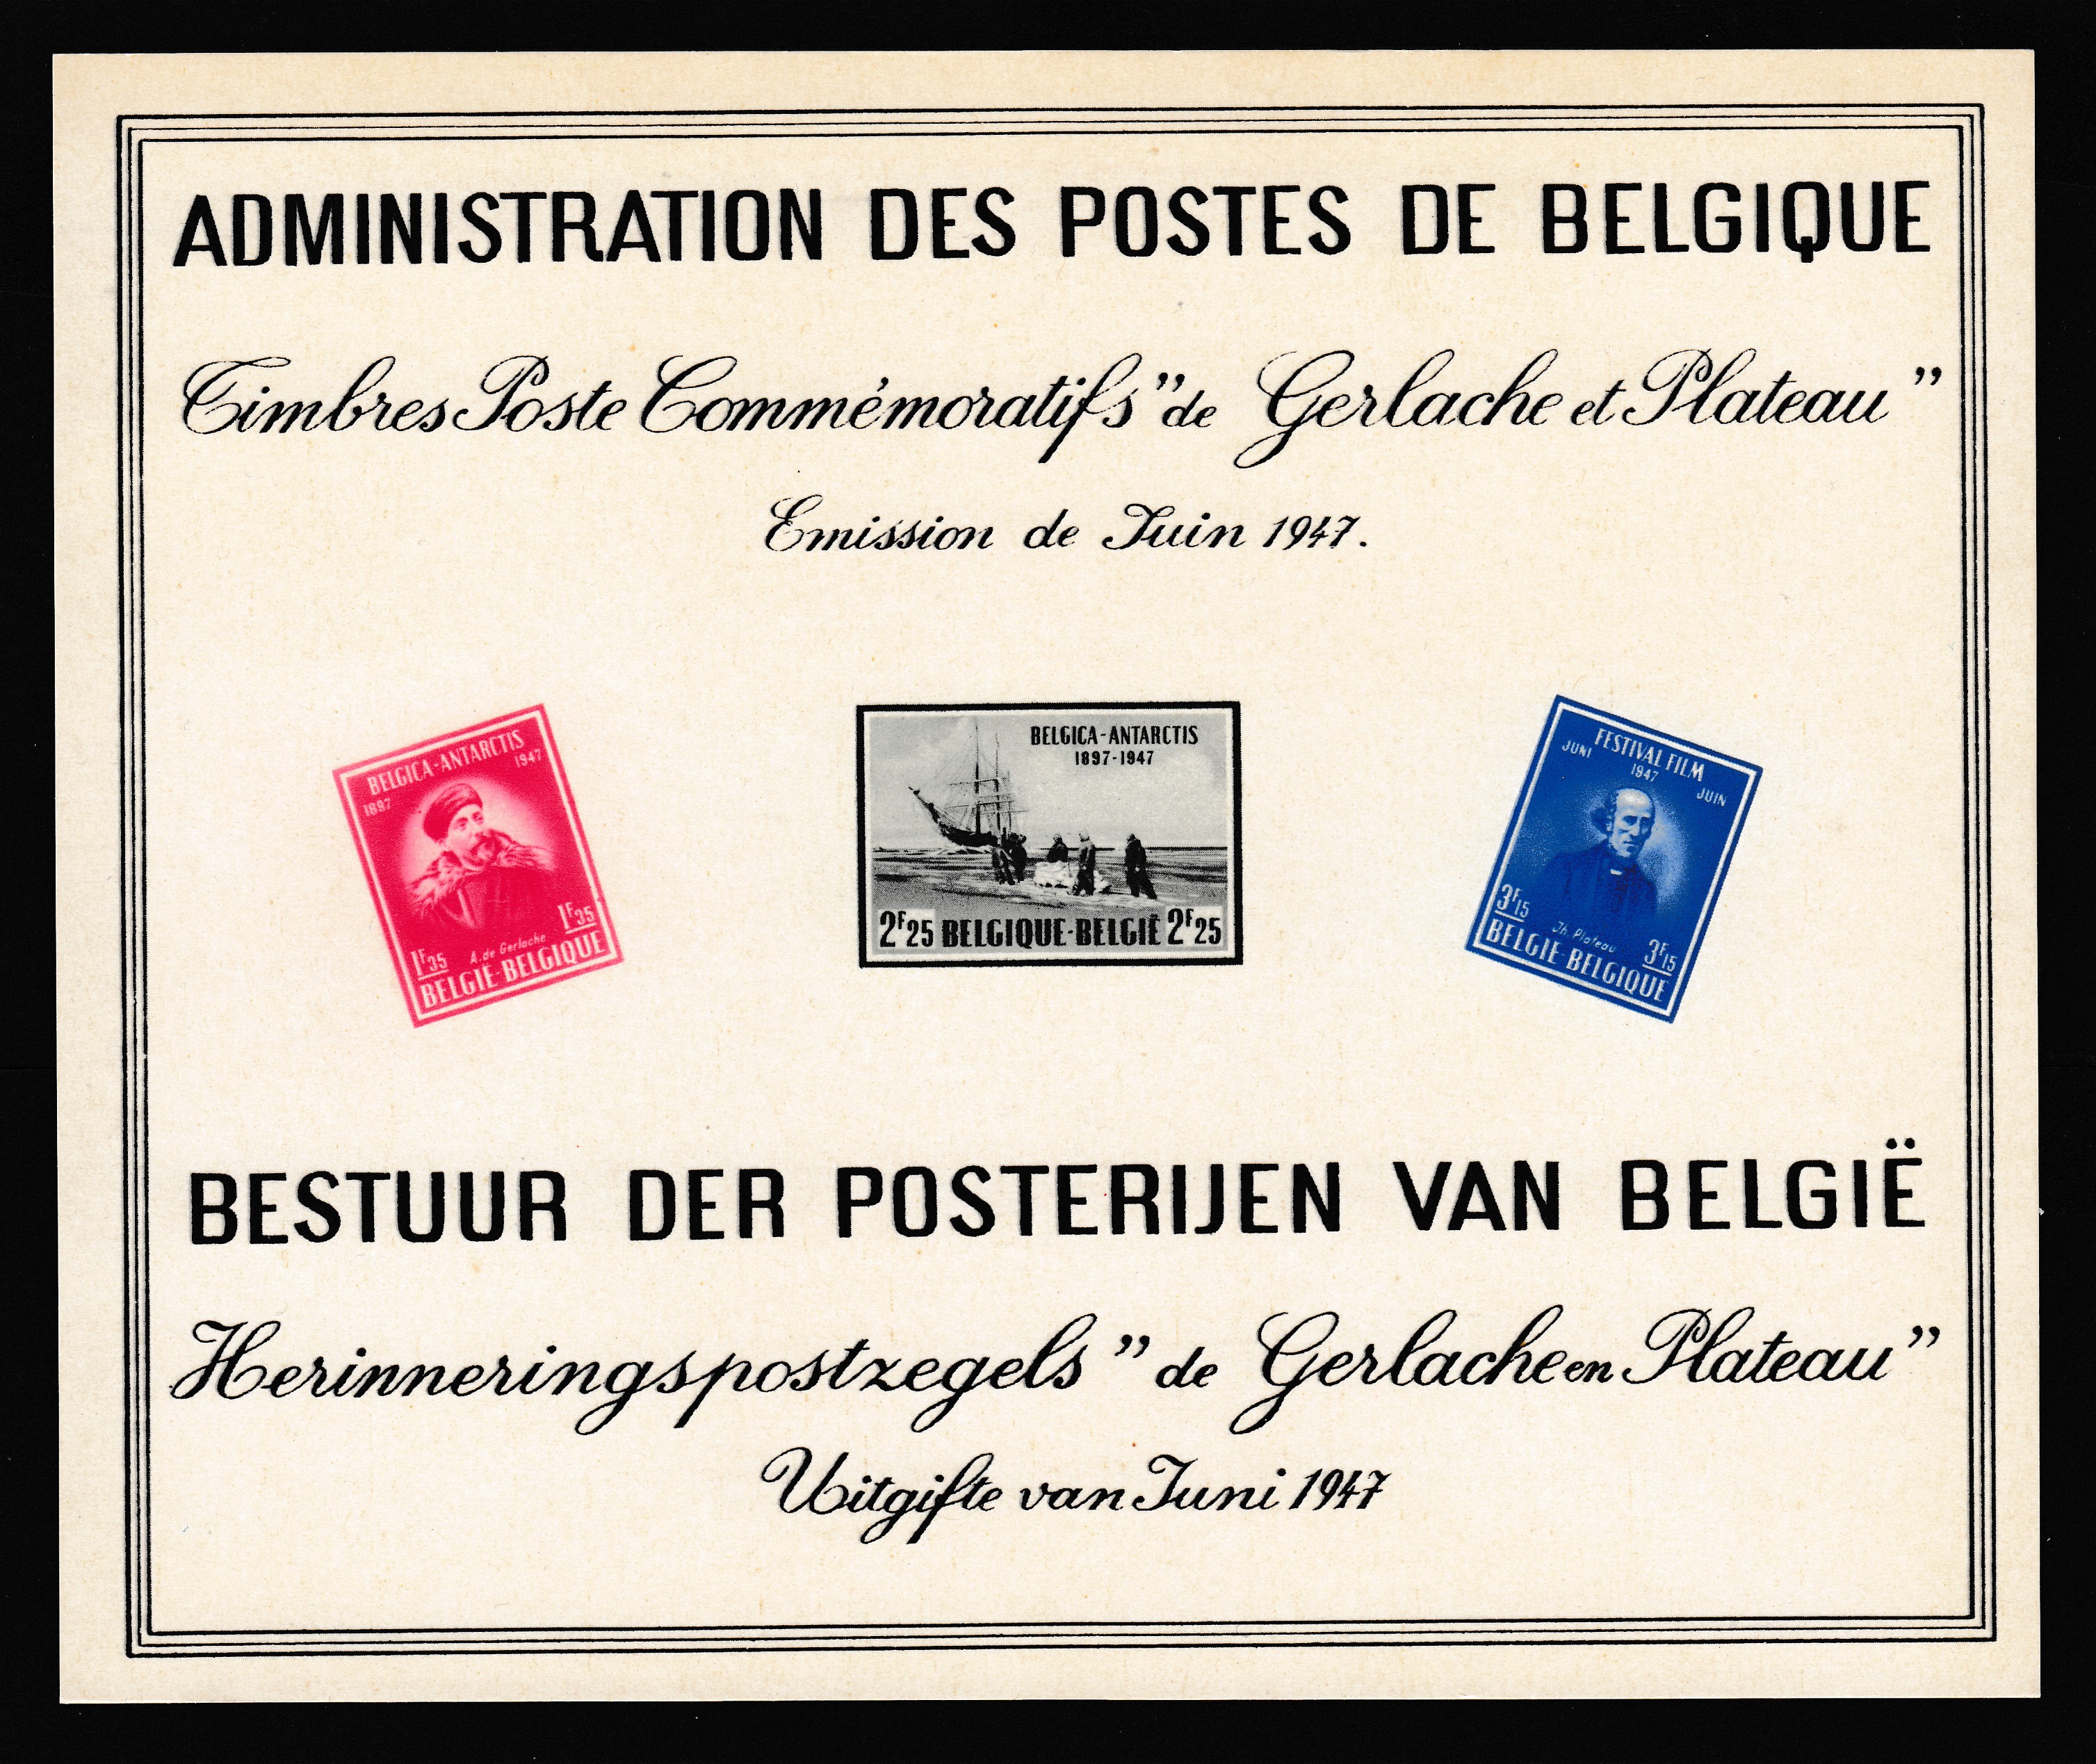 ADMINISTRATION DES POSTES DE BELGIQUE
Timbres Poste Commémoratifs "de Gerlache et Plateau"
Emission de Juin 1947.
BELGICA-ANTARCTIS
1897 1947
1F35 A. de Gerlache 1F35
BELGIE-BELGIQUE
BELGICA-ANTARCTIS
1897-1947
2F25 BELGIQUE-BELGIË 2F25
FESTIVAL FILM
JUNI 1947 JUIN
3F15 Jh. Plateau 3F15
BELGIE-BELGIQUE
BESTUUR DER POSTERIJEN VAN BELGIË
Herinneringspostzegels "de Gerlache en Plateau"
Uitgifte van Juni 1947